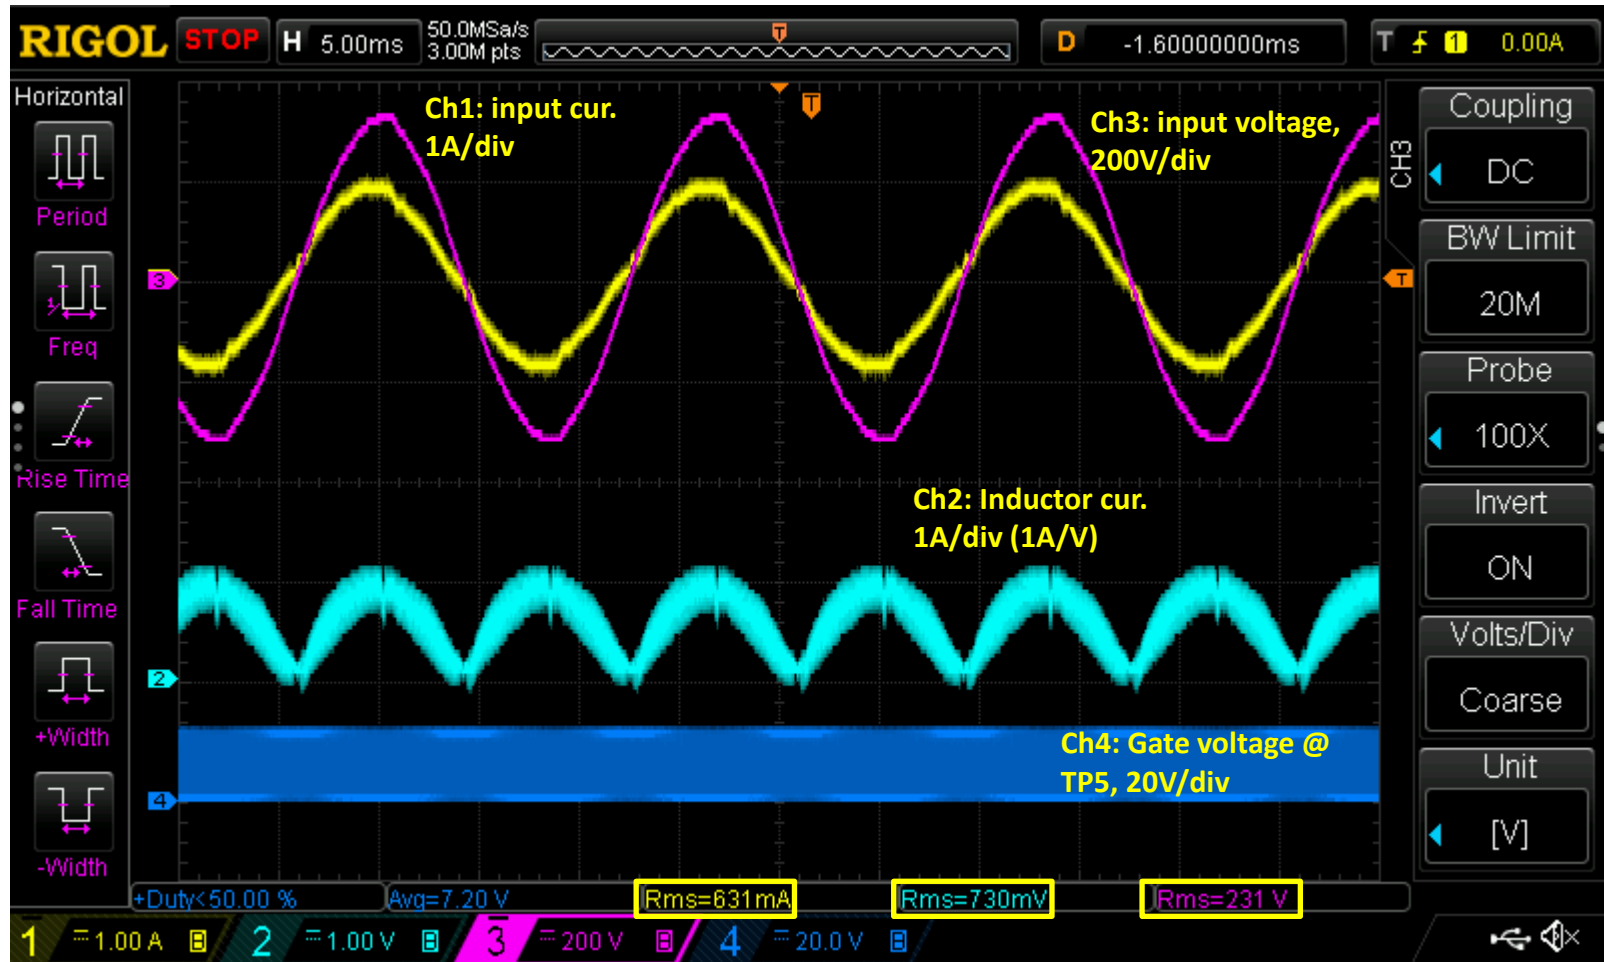 RIGOL STOP H 5.00ms 50.0MSa/s D -1.60000000ms T 1 0.00A
3.00M pts
T
Horizontal
Period
Freq
Rise Time
Fall Time
+Width
-Width
Ch1: input cur.
1A/div
T
Ch3: input voltage,
200V/div
3
T
Ch2: Inductor cur.
1A/div (1A/V)
2
Ch4: Gate voltage @
TP5, 20V/div
4
CH3
Coupling
DC
BW Limit
20M
Probe
100X
Invert
ON
Volts/Div
Coarse
Unit
[V]
+Duty<50.00 % Avg=7.20 V Rms=631mA Rms=730mV Rms=231 V
1 1.00 A B 2 1.00 V B 3 200 V B 4 20.0 V B